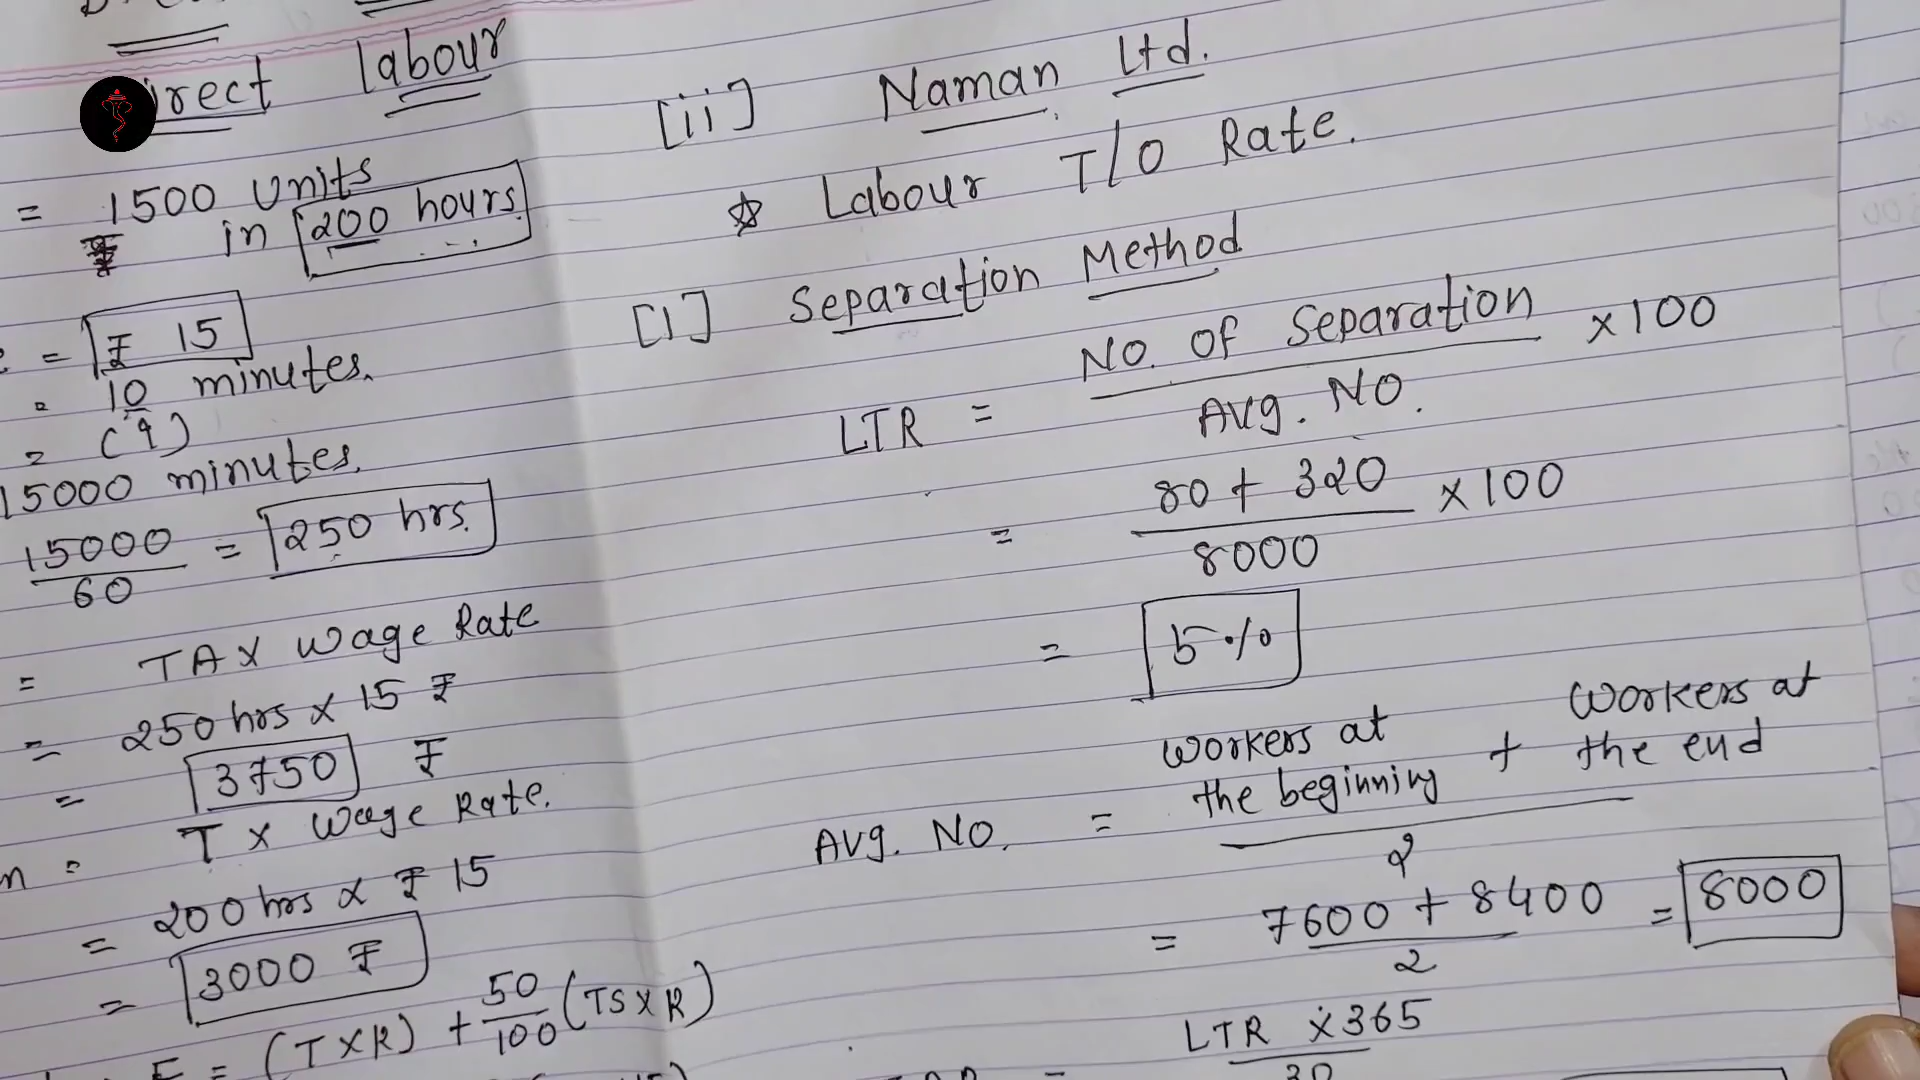 irect Labour
= 1500 Units
in 200 hours.
= ₹ 15
= 10 minutes.
= (9)
15000 minutes.
15000 / 60 = 250 hrs.
= TA X Wage Rate
= 250 hrs x 15 ₹
= 3750 ₹
n = T X Wage Rate.
= 200 hrs x ₹ 15
= 3000 ₹
E = (T X R) + 50/100 (TS X R)
[ii] Naman Ltd.
☆ Labour T/O Rate.
[1] Separation Method
LTR = No. Of Separation / Avg. No. x 100
= 80 + 320 / 8000 x 100
= 5%
Avg. No. = Workers at the beginning + Workers at the end / 2
= 7600 + 8400 / 2 = 8000
LTR x 365
30